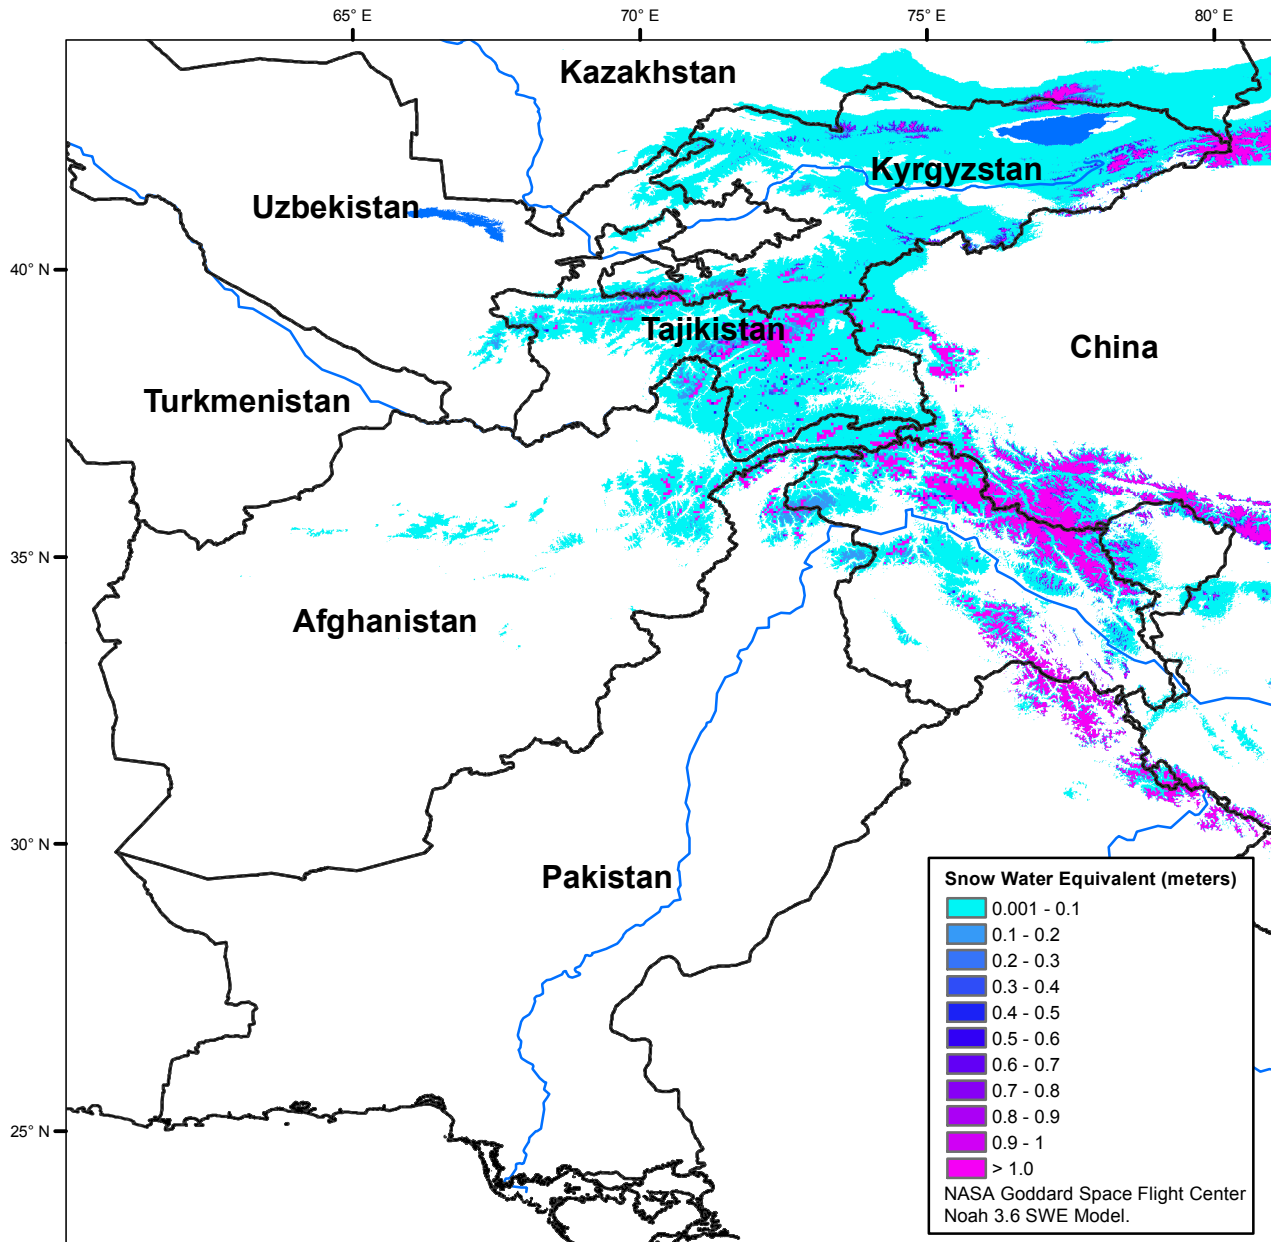 65° E
70° E
75° E
80° E
Kazakhstan
Kyrgyzstan
Uzbekistan
40° N
Tajikistan
China
Turkmenistan
35° N
Afghanistan
30° N
Pakistan
25° N
Snow Water Equivalent (meters)
0.001 - 0.1
0.1 - 0.2
0.2 - 0.3
0.3 - 0.4
0.4 - 0.5
0.5 - 0.6
0.6 - 0.7
0.7 - 0.8
0.8 - 0.9
0.9 - 1
> 1.0
NASA Goddard Space Flight Center
Noah 3.6 SWE Model.